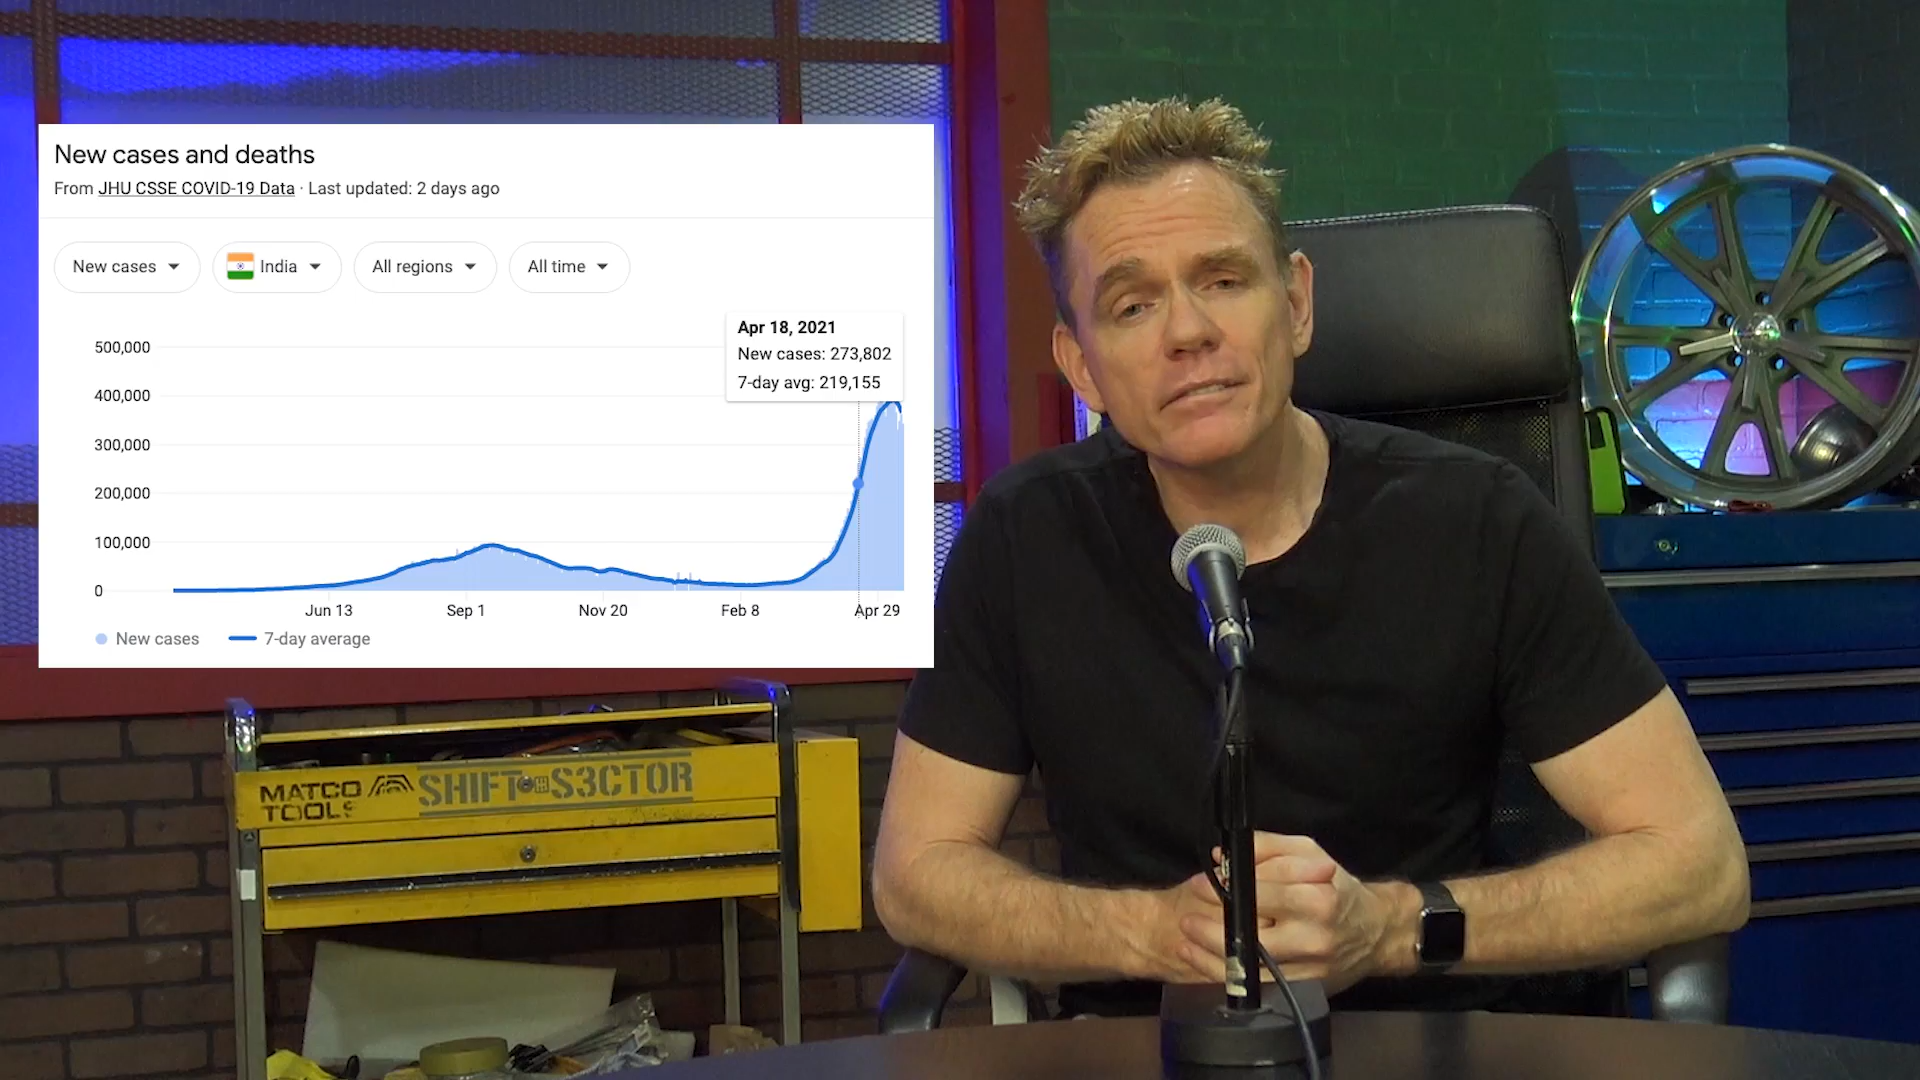 New cases and deaths
From JHU CSSE COVID-19 Data · Last updated: 2 days ago
New cases
India
All regions
All time
Apr 18, 2021
New cases: 273,802
7-day avg: 219,155
500,000
400,000
300,000
200,000
100,000
0
Jun 13
Sep 1
Nov 20
Feb 8
Apr 29
New cases
7-day average
MATCO
TOOLS
SHIFT S3CTOR